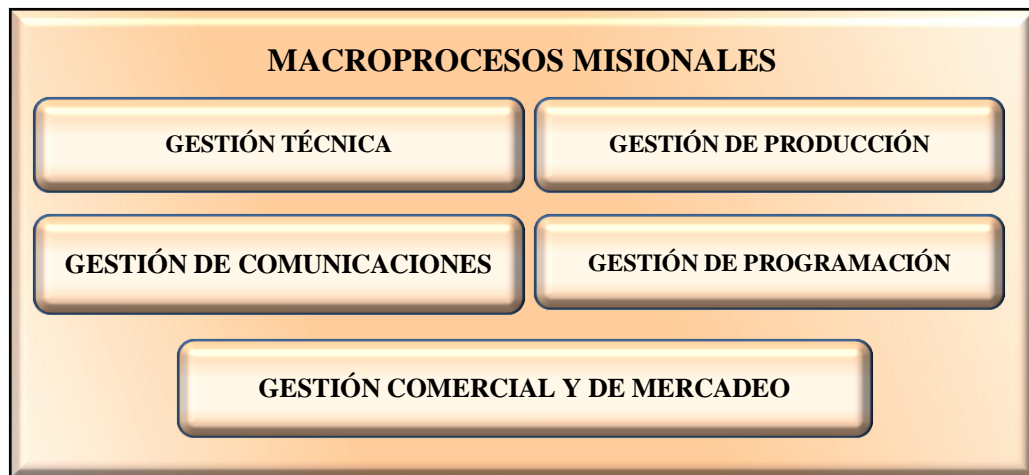 MACROPROCESOS MISIONALES
GESTIÓN TÉCNICA
GESTIÓN DE PRODUCCIÓN
GESTIÓN DE COMUNICACIONES
GESTIÓN DE PROGRAMACIÓN
GESTIÓN COMERCIAL Y DE MERCADEO